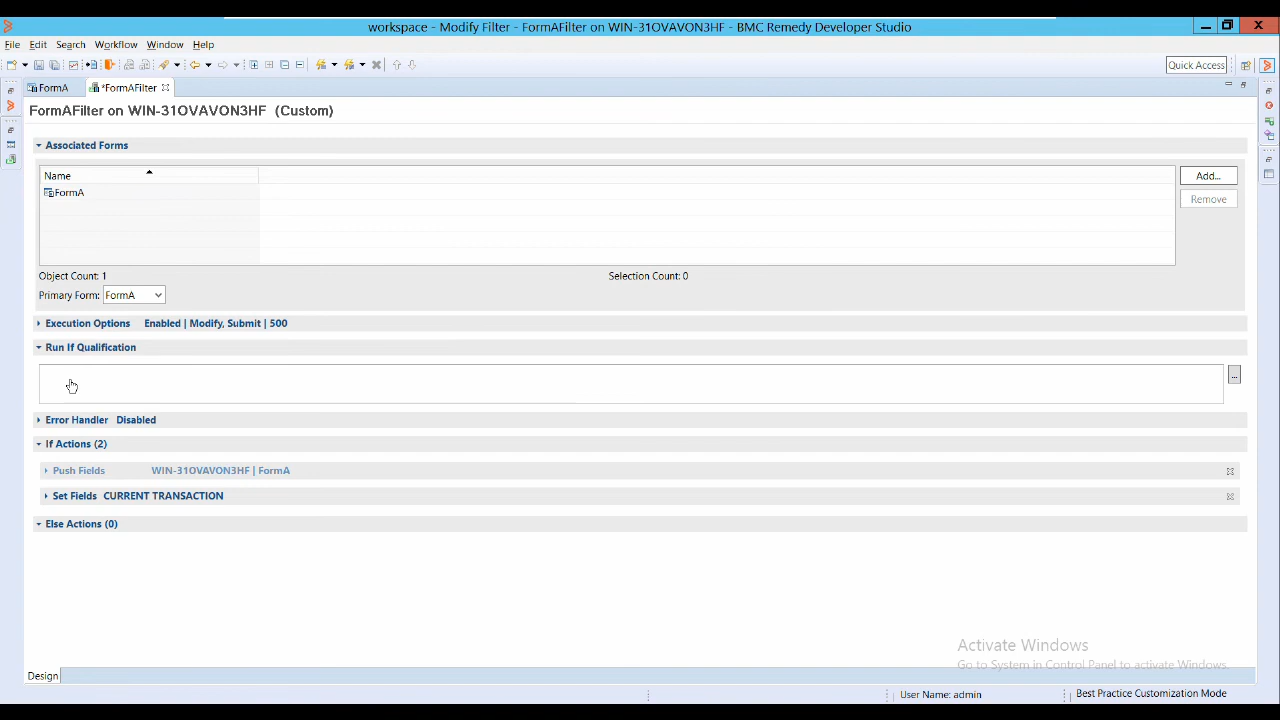 workspace - Modify Filter - FormAFilter on WIN-31OVAVON3HF - BMC Remedy Developer Studio
File Edit Search Workflow Window Help
Quick Access
FormA *FormAFilter
FormAFilter on WIN-31OVAVON3HF (Custom)
Associated Forms
Name
FormA
Add...
Remove
Object Count: 1 Selection Count: 0
Primary Form: FormA
Execution Options Enabled | Modify, Submit | 500
Run If Qualification
...
Error Handler Disabled
If Actions (2)
Push Fields WIN-31OVAVON3HF | FormA
Set Fields CURRENT TRANSACTION
Else Actions (0)
Activate Windows
Go to System in Control Panel to activate Windows.
Design
User Name: admin Best Practice Customization Mode